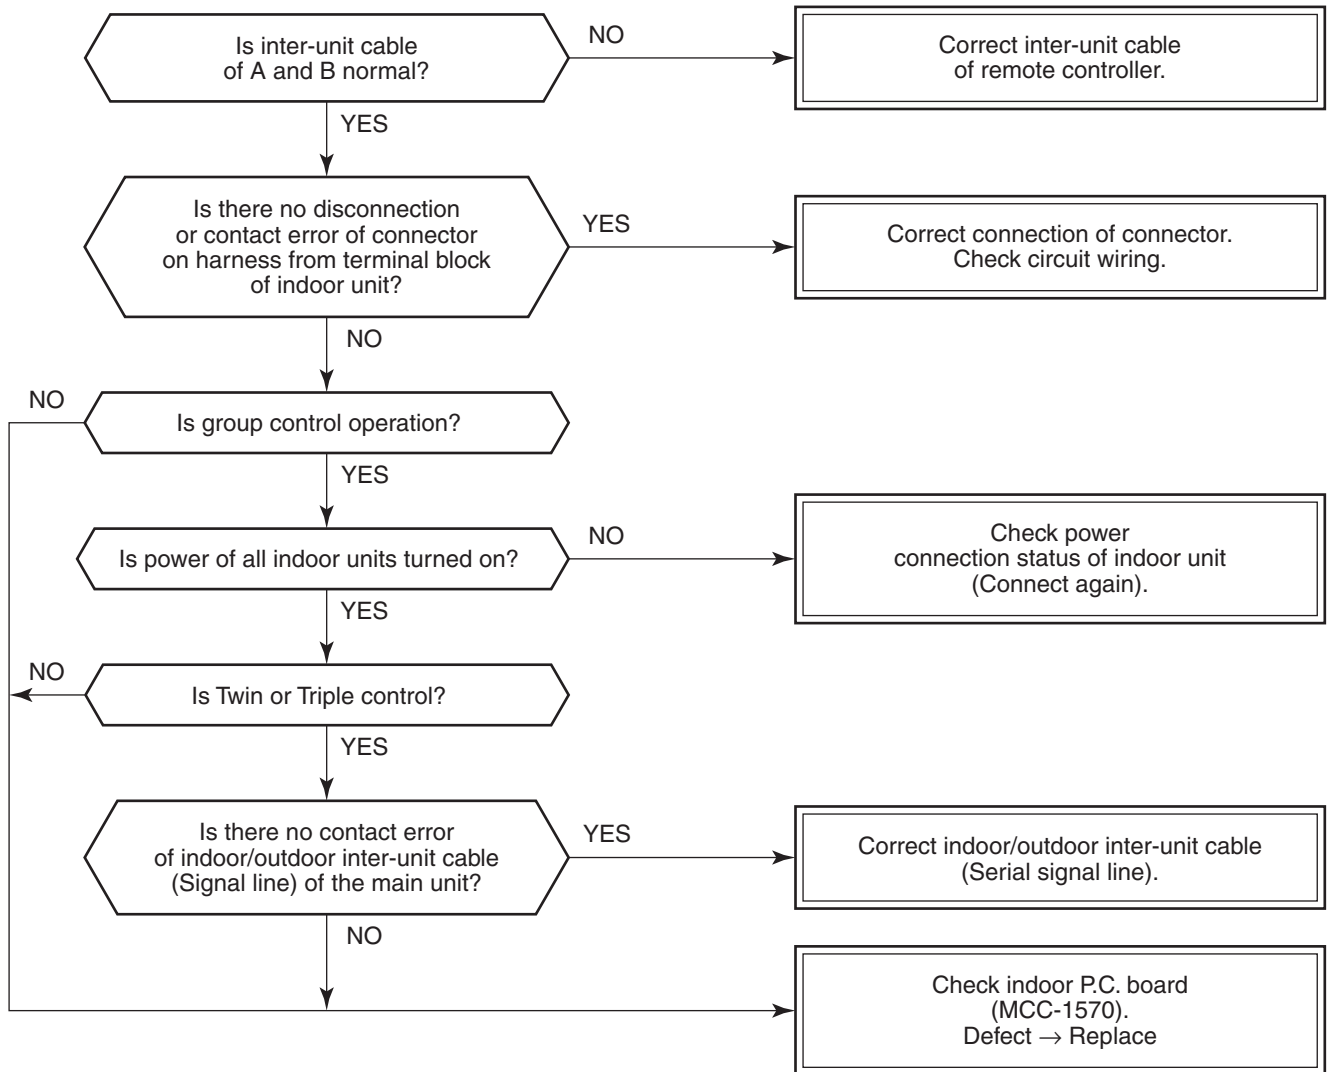 Is inter-unit cable
of A and B normal?
NO
Correct inter-unit cable
of remote controller.
YES
Is there no disconnection
or contact error of connector
on harness from terminal block
of indoor unit?
YES
Correct connection of connector.
Check circuit wiring.
NO
NO
Is group control operation?
YES
Is power of all indoor units turned on?
NO
Check power
connection status of indoor unit
(Connect again).
YES
NO
Is Twin or Triple control?
YES
Is there no contact error
of indoor/outdoor inter-unit cable
(Signal line) of the main unit?
YES
Correct indoor/outdoor inter-unit cable
(Serial signal line).
NO
Check indoor P.C. board
(MCC-1570).
Defect → Replace